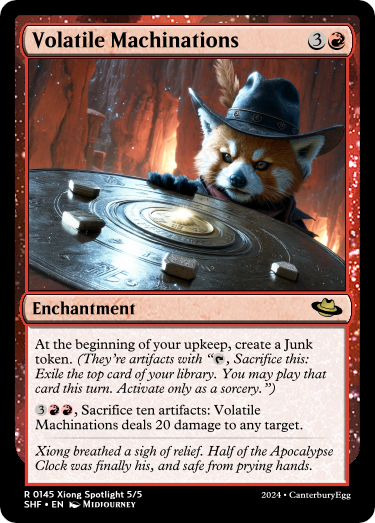 Volatile Machinations 3
Enchantment
At the beginning of your upkeep, create a Junk
token. (They’re artifacts with “, Sacrifice this:
Exile the top card of your library. You may play that
card this turn. Activate only as a sorcery.”)
3, Sacrifice ten artifacts: Volatile
Machinations deals 20 damage to any target.
Xiong breathed a sigh of relief. Half of the Apocalypse
Clock was finally his, and safe from prying hands.
R 0145 Xiong Spotlight 5/5
SHF • EN Midjourney
2024 • CanterburyEgg